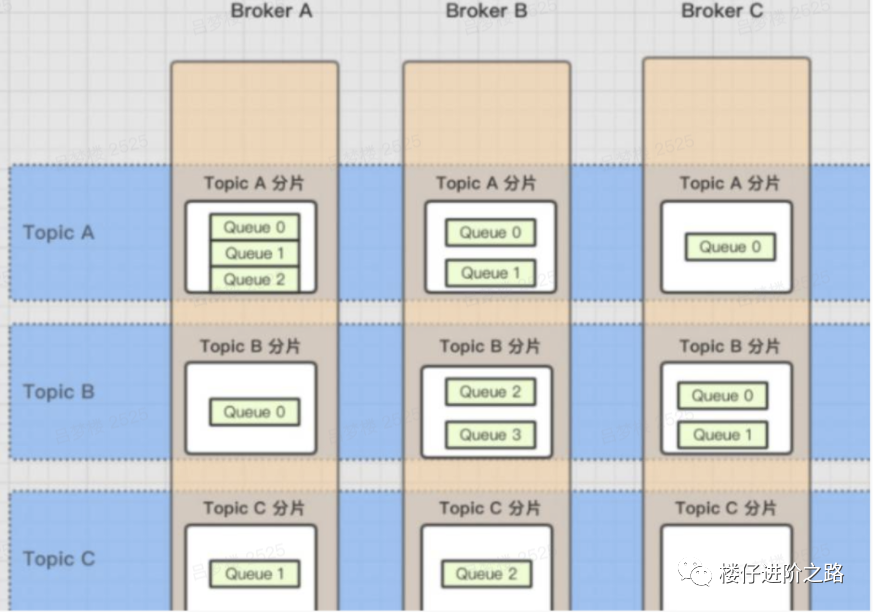 Broker A
Broker B
Broker C
Topic A
Topic A 分片
Queue 0
Queue 1
Queue 2
Topic A 分片
Queue 0
Queue 1
Topic A 分片
Queue 0
Topic B
Topic B 分片
Queue 0
Topic B 分片
Queue 2
Queue 3
Topic B 分片
Queue 0
Queue 1
Topic C
Topic C 分片
Queue 1
Topic C 分片
Queue 2
Topic C 分片
楼仔进阶之路